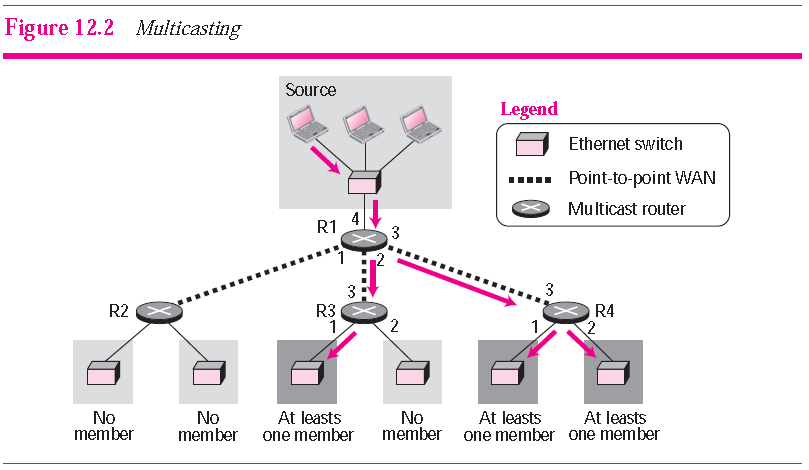 Figure 12.2 Multicasting
Source
Legend
Ethernet switch
Point-to-point WAN
Multicast router
R1
4
3
1
2
R2
R3
3
1
2
3
R4
1
2
No
member
No
member
At leasts
one member
No
member
At leasts
one member
At leasts
one member